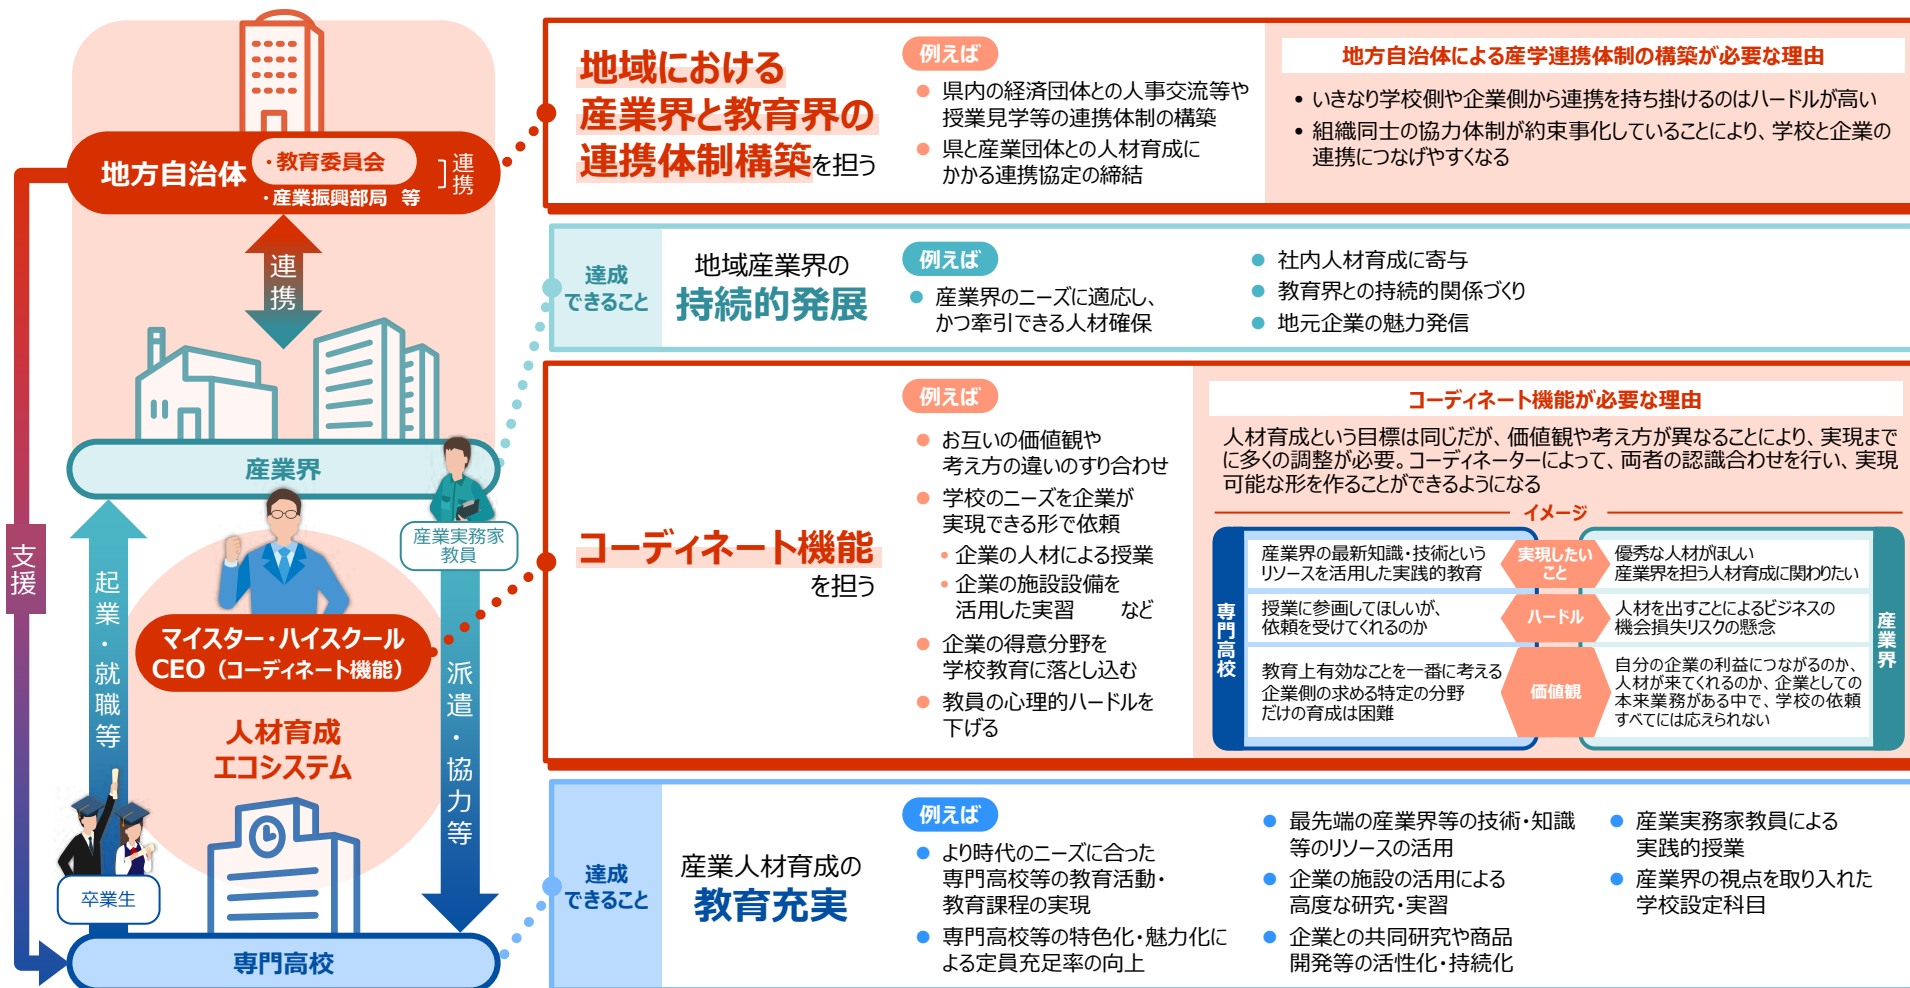 地方自治体
・教育委員会
・産業振興部局 等
連携
連携
産業界
産業実務家
教員
支援
起業・就職等
マイスター・ハイスクール
CEO（コーディネート機能）
派遣・協力等
人材育成
エコシステム
卒業生
専門高校
地域における
産業界と教育界の
連携体制構築を担う
例えば
● 県内の経済団体との人事交流等や
授業見学等の連携体制の構築
● 県と産業団体との人材育成に
かかる連携協定の締結
地方自治体による産学連携体制の構築が必要な理由
• いきなり学校側や企業側から連携を持ち掛けるのはハードルが高い
• 組織同士の協力体制が約束事化していることにより、学校と企業の
連携につなげやすくなる
達成
できること
地域産業界の
持続的発展
例えば
● 産業界のニーズに適応し、
かつ牽引できる人材確保
● 社内人材育成に寄与
● 教育界との持続的関係づくり
● 地元企業の魅力発信
コーディネート機能
を担う
例えば
● お互いの価値観や
考え方の違いのすり合わせ
● 学校のニーズを企業が
実現できる形で依頼
• 企業の人材による授業
• 企業の施設設備を
活用した実習 など
● 企業の得意分野を
学校教育に落とし込む
● 教員の心理的ハードルを
下げる
コーディネート機能が必要な理由
人材育成という目標は同じだが、価値観や考え方が異なることにより、実現まで
に多くの調整が必要。コーディネーターによって、両者の認識合わせを行い、実現
可能な形を作ることができるようになる
イメージ
専門高校
産業界の最新知識・技術という
リソースを活用した実践的教育
実現したい
こと
優秀な人材がほしい
産業界を担う人材育成に関わりたい
授業に参画してほしいが、
依頼を受けてくれるのか
ハードル
人材を出すことによるビジネスの
機会損失リスクの懸念
教育上有効なことを一番に考える
企業側の求める特定の分野
だけの育成は困難
価値観
自分の企業の利益につながるのか、
人材が来てくれるのか、企業としての
本来業務がある中で、学校の依頼
すべてには応えられない
産業界
達成
できること
産業人材育成の
教育充実
例えば
● より時代のニーズに合った
専門高校等の教育活動・
教育課程の実現
● 専門高校等の特色化・魅力化に
よる定員充足率の向上
● 最先端の産業界等の技術・知識
等のリソースの活用
● 企業の施設の活用による
高度な研究・実習
● 企業との共同研究や商品
開発等の活性化・持続化
● 産業実務家教員による
実践的授業
● 産業界の視点を取り入れた
学校設定科目